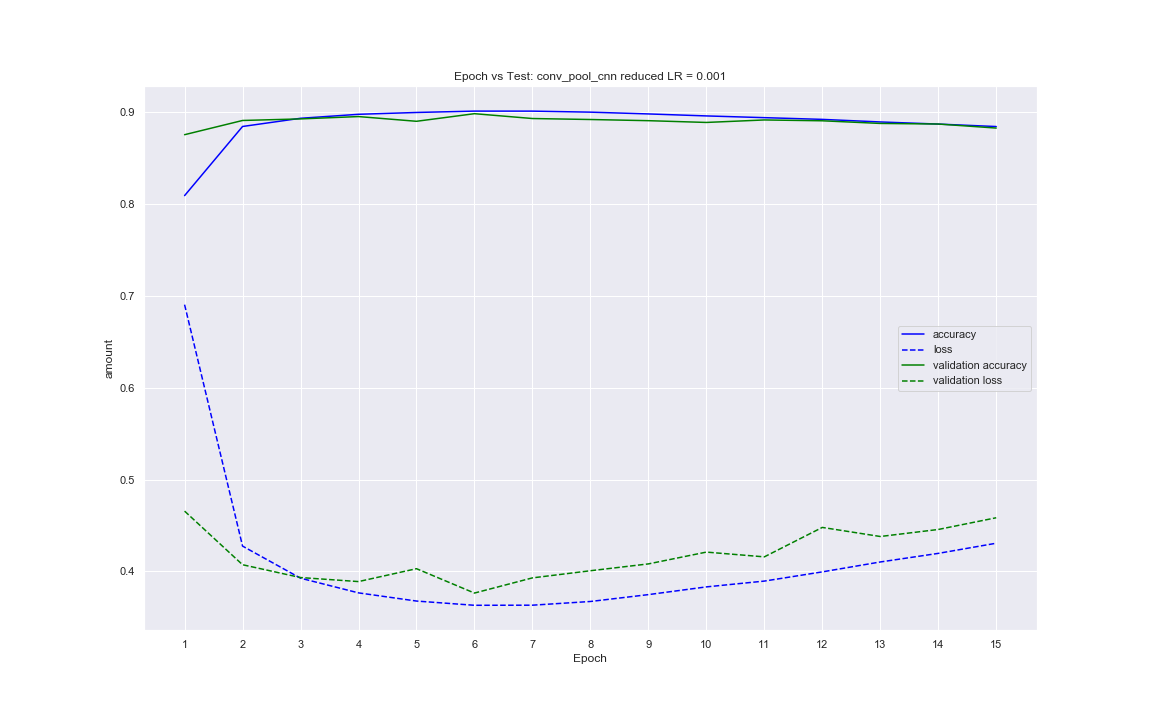 Epoch vs Test: conv_pool_cnn reduced LR = 0.001
0.9
0.8
0.7
0.6
0.5
0.4
amount
accuracy
loss
validation accuracy
validation loss
1 2 3 4 5 6 7 8 9 10 11 12 13 14 15
Epoch